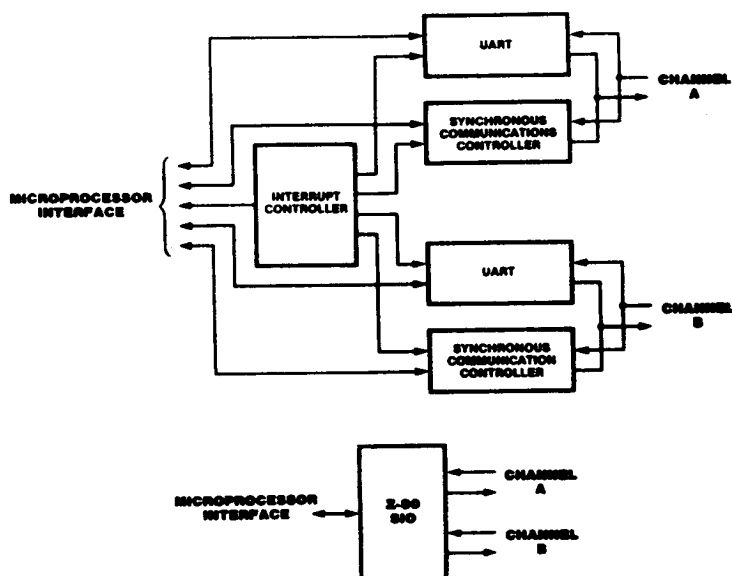 UART
CHANNEL
A
SYNCHRONOUS
COMMUNICATIONS
CONTROLLER
MICROPROCESSOR
INTERFACE
INTERRUPT
CONTROLLER
UART
CHANNEL
B
SYNCHRONOUS
COMMUNICATION
CONTROLLER
MICROPROCESSOR
INTERFACE
Z-80
SIO
CHANNEL
A
CHANNEL
B